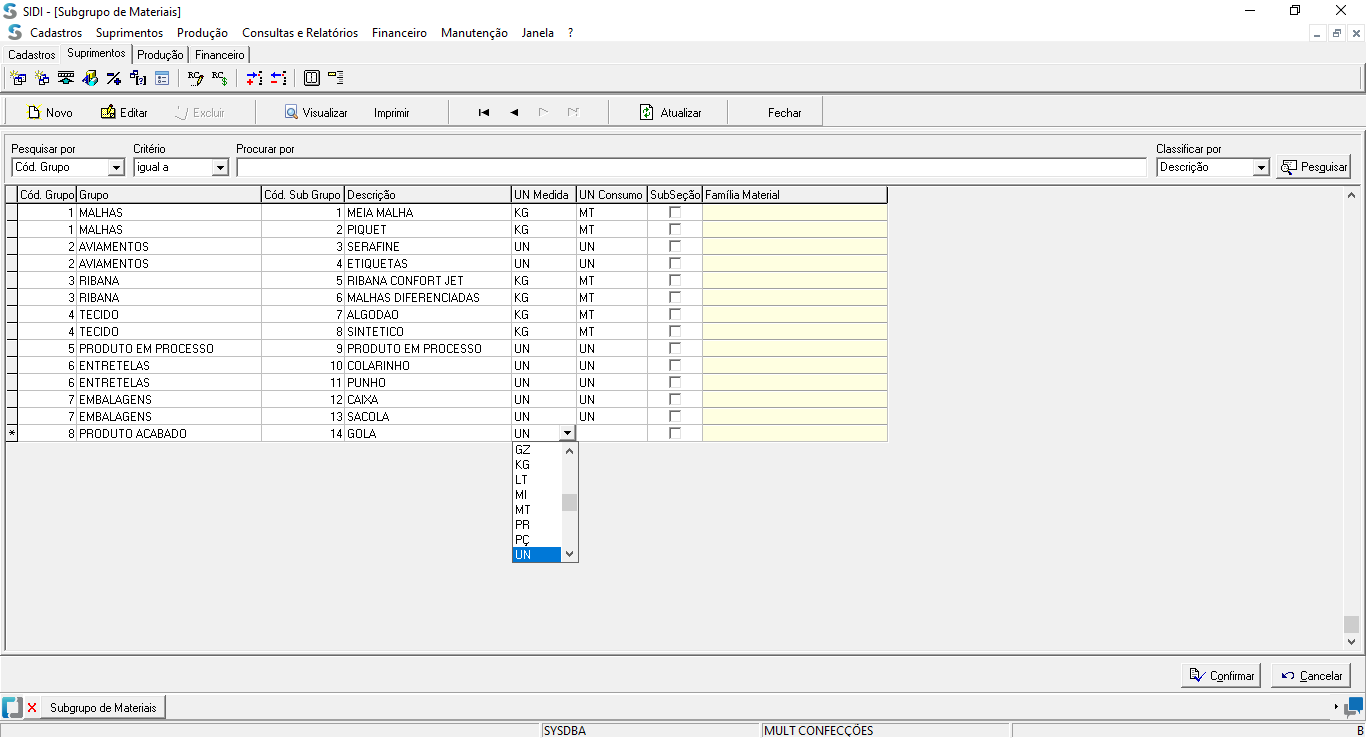 SIDI - [Subgrupo de Materiais]
Cadastros Suprimentos Produção Consultas e Relatórios Financeiro Manutenção Janela ?
Cadastros Suprimentos Produção Financeiro
Novo Editar Excluir Visualizar Imprimir Atualizar Fechar
Pesquisar por Critério Procurar por Classificar por
Cód. Grupo igual a Descrição Pesquisar
Cód. Grupo Grupo Cód. Sub Grupo Descrição UN Medida UN Consumo SubSeção Família Material
1 MALHAS 1 MEIA MALHA KG MT
1 MALHAS 2 PIQUET KG MT
2 AVIAMENTOS 3 SERAFINE UN UN
2 AVIAMENTOS 4 ETIQUETAS UN UN
3 RIBANA 5 RIBANA CONFORT JET KG MT
3 RIBANA 6 MALHAS DIFERENCIADAS KG MT
4 TECIDO 7 ALGODAO KG MT
4 TECIDO 8 SINTETICO KG MT
5 PRODUTO EM PROCESSO 9 PRODUTO EM PROCESSO UN UN
6 ENTRETELAS 10 COLARINHO UN UN
6 ENTRETELAS 11 PUNHO UN UN
7 EMBALAGENS 12 CAIXA UN UN
7 EMBALAGENS 13 SACOLA UN UN
* 8 PRODUTO ACABADO 14 GOLA UN
GZ
KG
LT
MI
MT
PR
PÇ
UN
Confirmar Cancelar
Subgrupo de Materiais
SYSDBA MULT CONFECÇÕES B